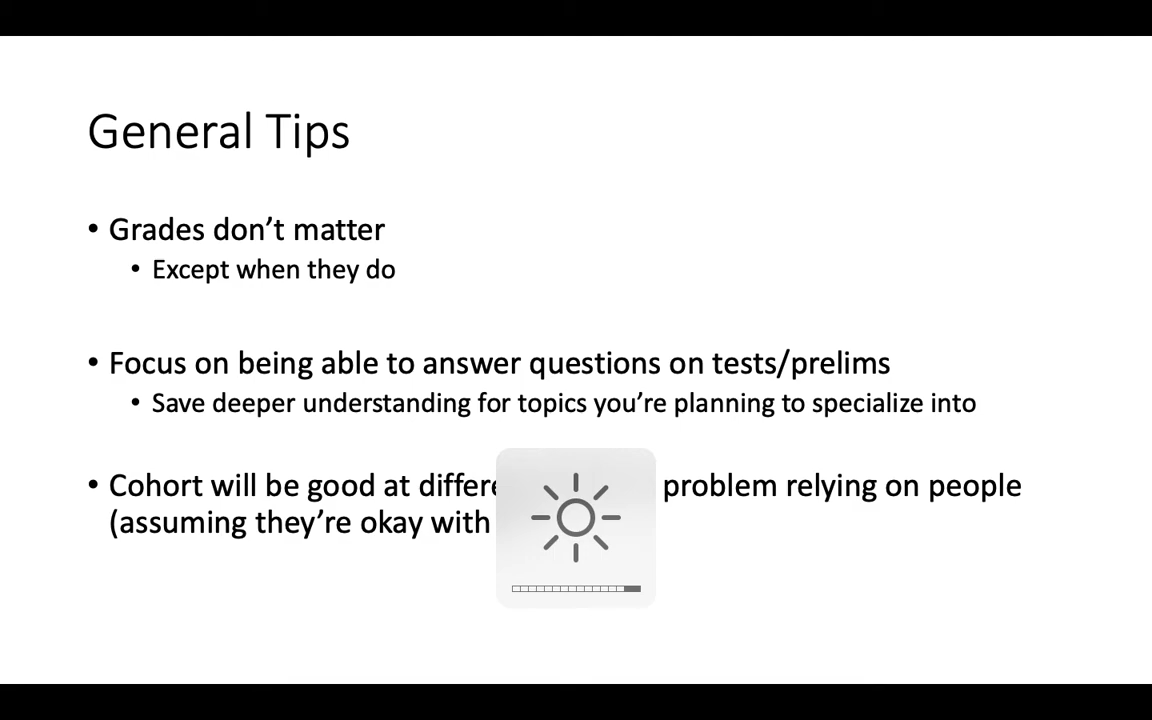 General Tips
• Grades don’t matter
• Except when they do
• Focus on being able to answer questions on tests/prelims
• Save deeper understanding for topics you’re planning to specialize into
• Cohort will be good at problem relying on people
(assuming they’re okay with